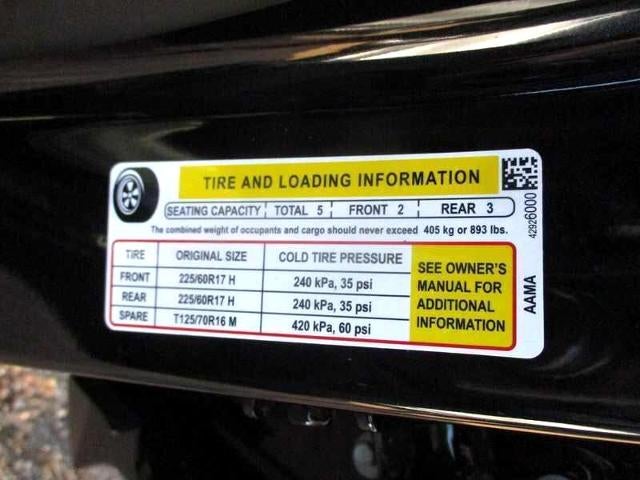 TIRE AND LOADING INFORMATION
SEATING CAPACITY TOTAL 5 FRONT 2 REAR 3
The combined weight of occupants and cargo should never exceed 405 kg or 893 lbs.
TIRE ORIGINAL SIZE COLD TIRE PRESSURE
FRONT 225/60R17 H 240 kPa, 35 psi
REAR 225/60R17 H 240 kPa, 35 psi
SPARE T125/70R16 M 420 kPa, 60 psi
SEE OWNER'S
MANUAL FOR
ADDITIONAL
INFORMATION
42926000
AAMA